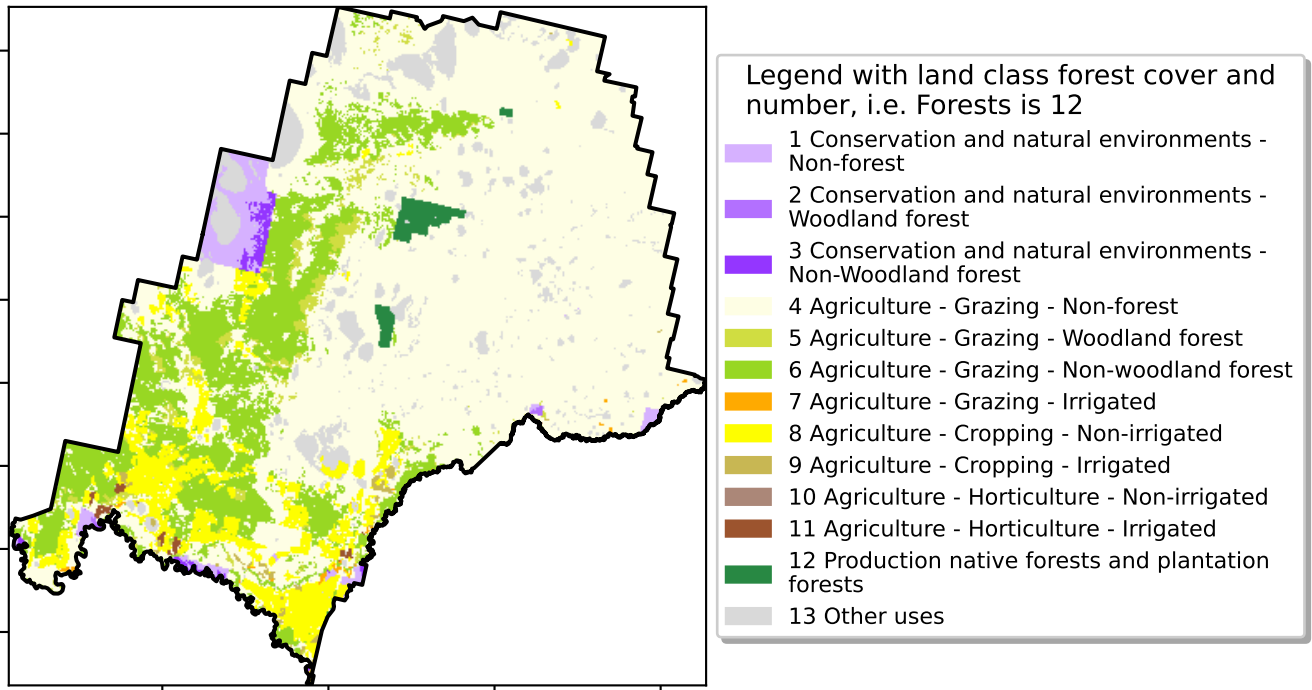 Legend with land class forest cover and
number, i.e. Forests is 12
1 Conservation and natural environments -
Non-forest
2 Conservation and natural environments -
Woodland forest
3 Conservation and natural environments -
Non-Woodland forest
4 Agriculture - Grazing - Non-forest
5 Agriculture - Grazing - Woodland forest
6 Agriculture - Grazing - Non-woodland forest
7 Agriculture - Grazing - Irrigated
8 Agriculture - Cropping - Non-irrigated
9 Agriculture - Cropping - Irrigated
10 Agriculture - Horticulture - Non-irrigated
11 Agriculture - Horticulture - Irrigated
12 Production native forests and plantation
forests
13 Other uses